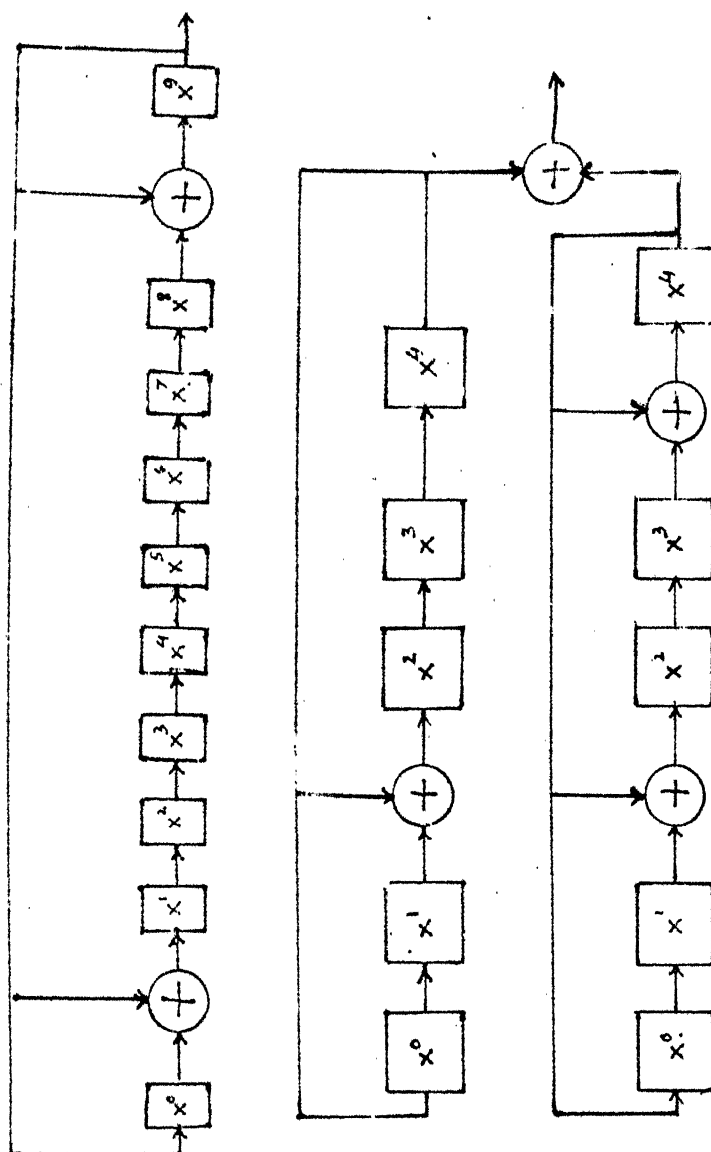 x⁰ + x¹ x² x³ x⁴ x⁵ x⁶ x⁷ x⁸ + x⁹
x⁰ x¹ + x² x³ x⁴ +
x⁰ x¹ + x² x³ + x⁴